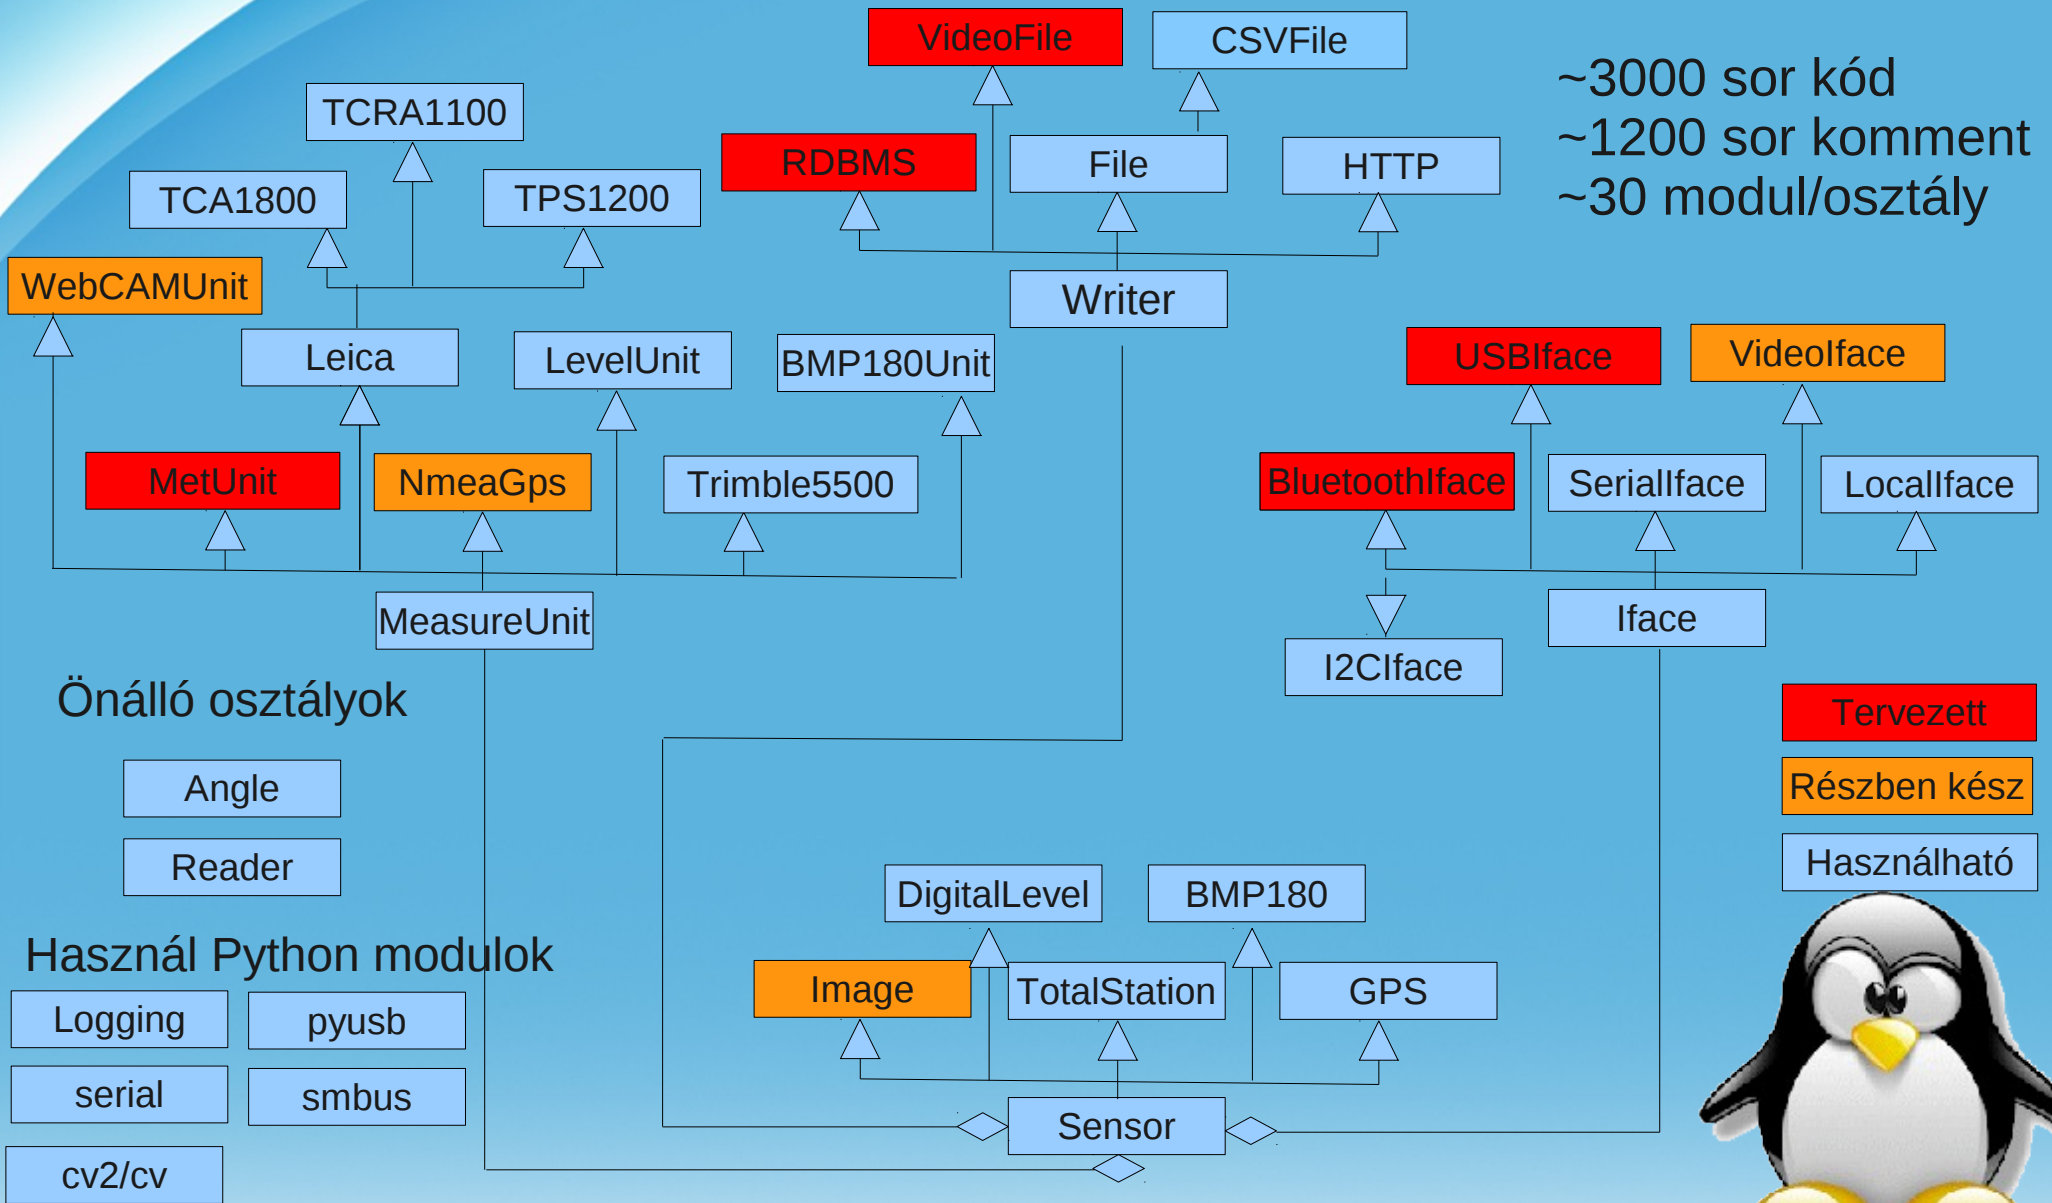 VideoFile
CSVFile
~3000 sor kód
~1200 sor komment
~30 modul/osztály
TCRA1100
RDBMS
File
HTTP
TCA1800
TPS1200
WebCAMUnit
Writer
Leica
LevelUnit
BMP180Unit
USBIface
VideoIface
MetUnit
NmeaGps
Trimble5500
BluetoothIface
SerialIface
LocalIface
MeasureUnit
Iface
I2CIface
Önálló osztályok
Angle
Reader
Tervezett
Részben kész
Használható
DigitalLevel
BMP180
Használ Python modulok
Image
TotalStation
GPS
Logging
pyusb
serial
smbus
Sensor
cv2/cv